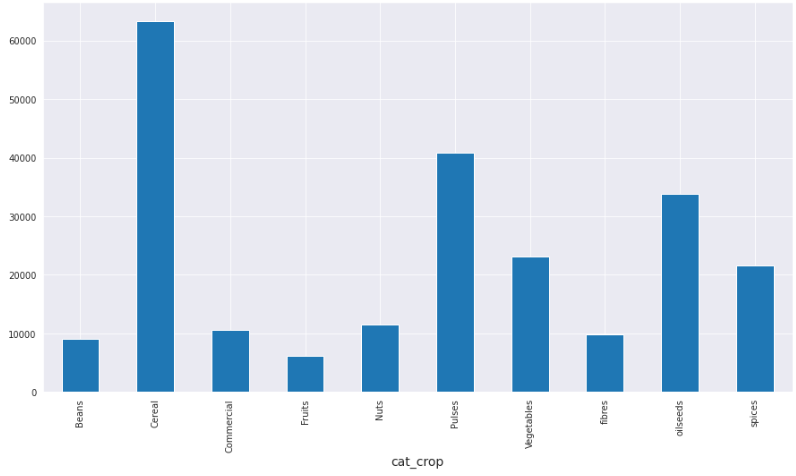 60000
50000
40000
30000
20000
10000
0
Beans
Cereal
Commercial
Fruits
Nuts
Pulses
Vegetables
fibres
oilseeds
spices
cat_crop